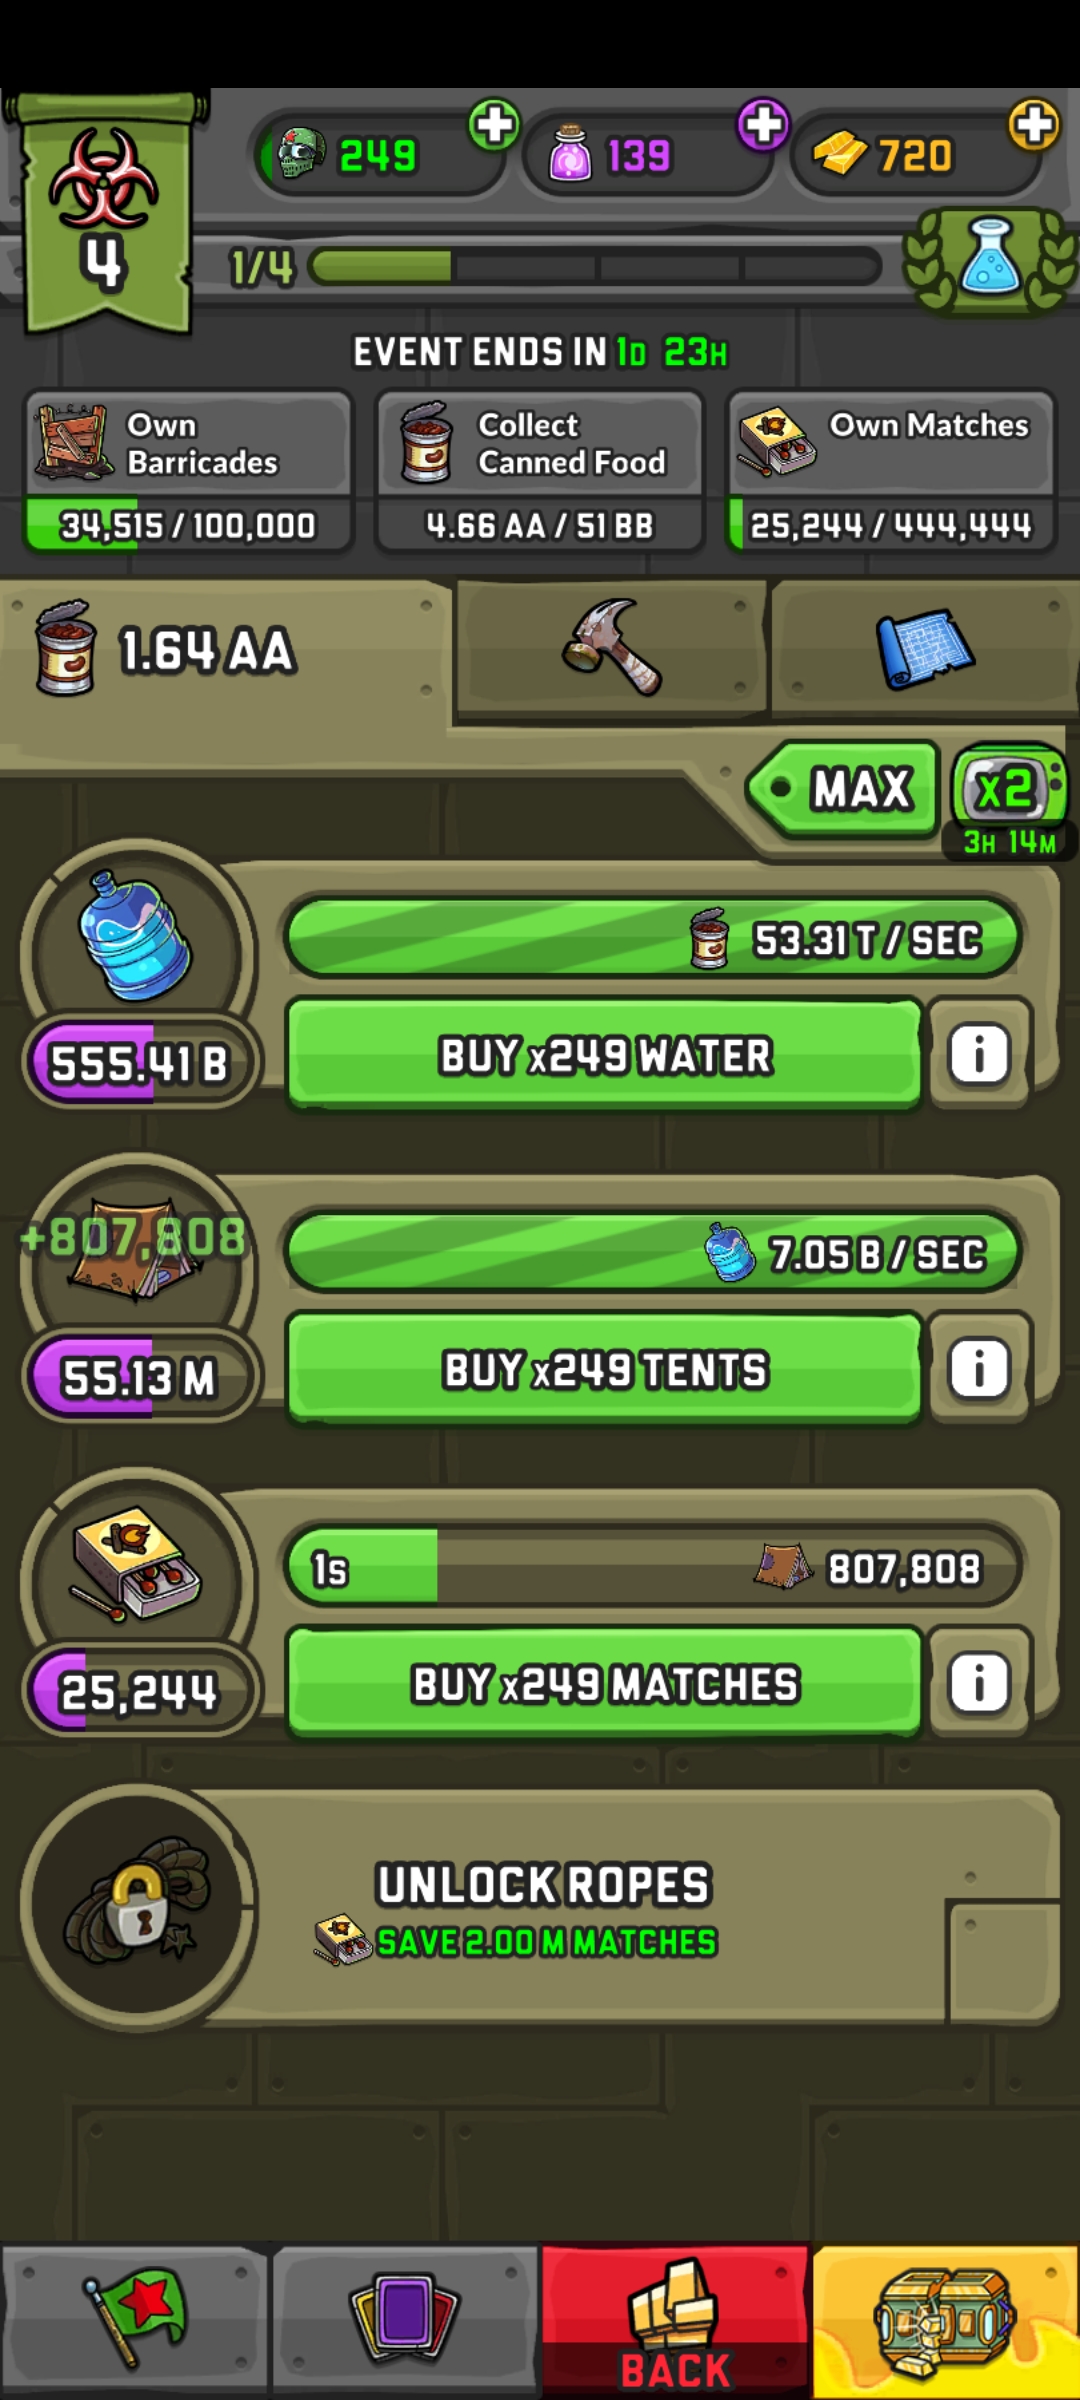 249
139
720
4
1/4
EVENT ENDS IN 1D 23H
Own
Barricades
34,515 / 100,000
Collect
Canned Food
4.66 AA / 51 BB
Own Matches
25,244 / 444,444
1.64 AA
MAX
x2
3H 14M
53.31 T / SEC
555.41 B
BUY x249 WATER
i
+807,808
7.05 B / SEC
55.13 M
BUY x249 TENTS
i
1s
807,808
25,244
BUY x249 MATCHES
i
UNLOCK ROPES
SAVE 2.00 M MATCHES
BACK